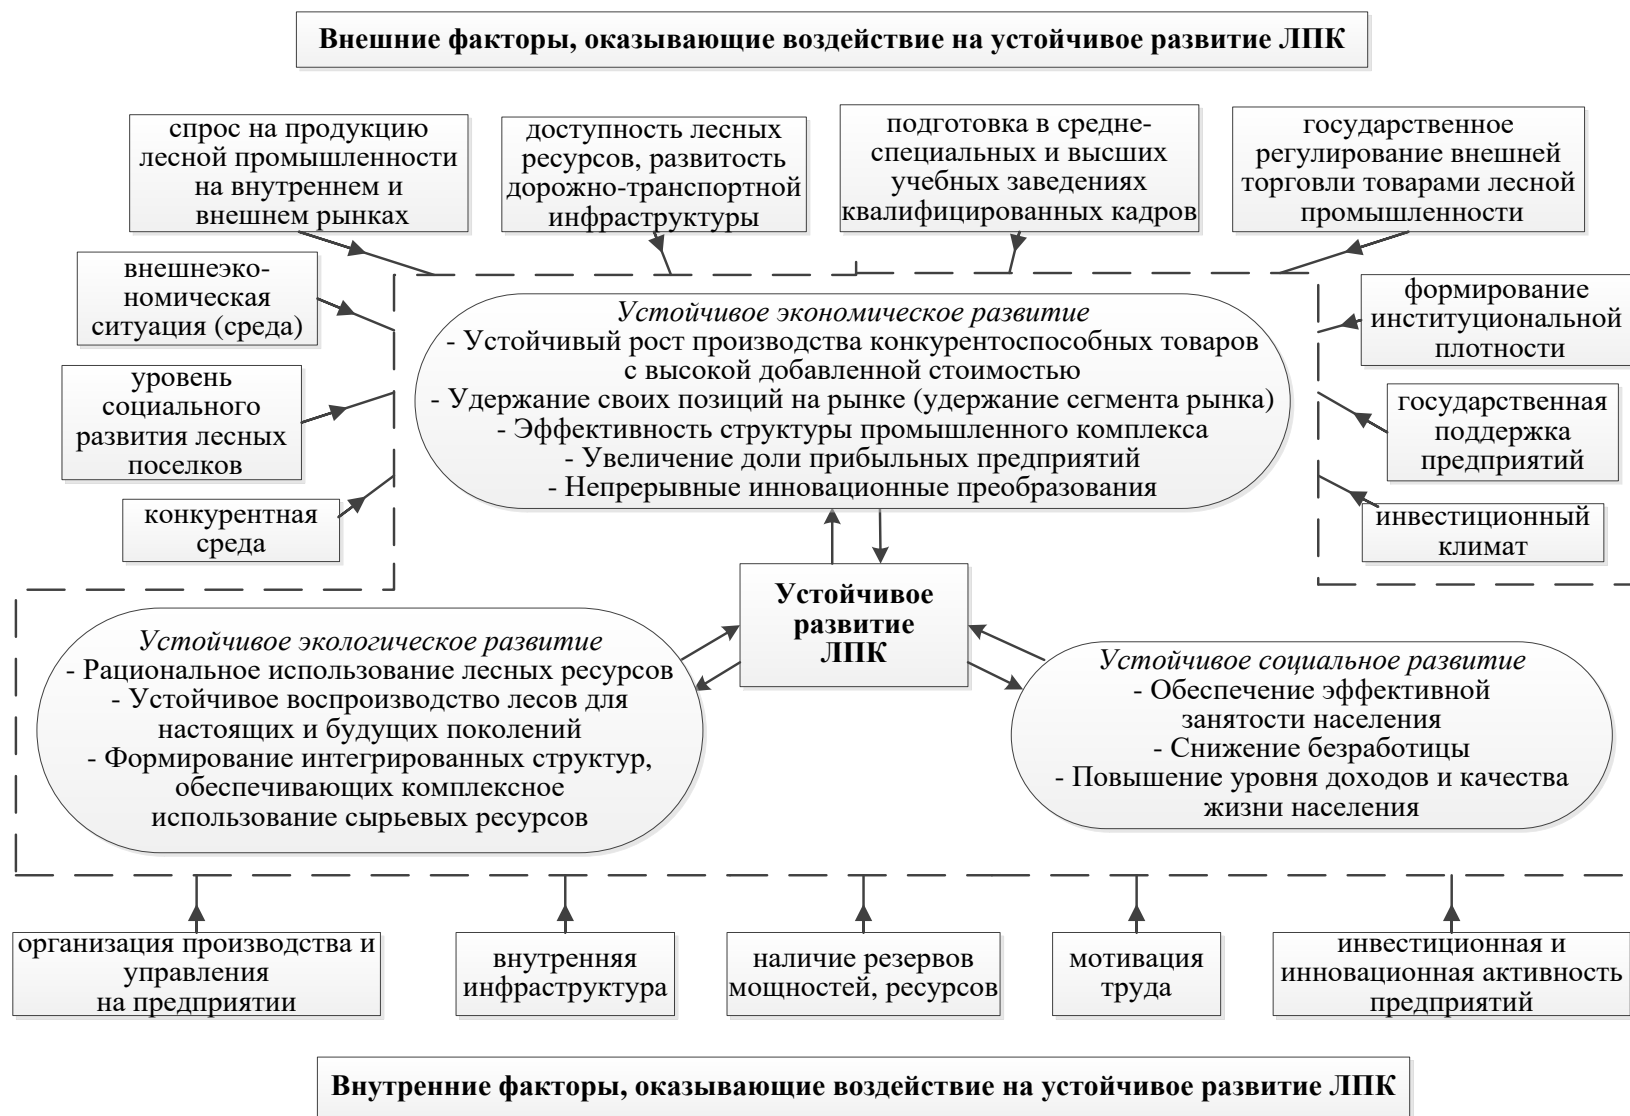 Внешние факторы, оказывающие воздействие на устойчивое развитие ЛПК
спрос на продукцию
лесной промышленности
на внутреннем и
внешнем рынках
доступность лесных
ресурсов, развитость
дорожно-транспортной
инфраструктуры
подготовка в средне-
специальных и высших
учебных заведениях
квалифицированных кадров
государственное
регулирование внешней
торговли товарами лесной
промышленности
внешнеэко-
номическая
ситуация (среда)
уровень
социального
развития лесных
поселков
конкурентная
среда
Устойчивое экономическое развитие
- Устойчивый рост производства конкурентоспособных товаров
с высокой добавленной стоимостью
- Удержание своих позиций на рынке (удержание сегмента рынка)
- Эффективность структуры промышленного комплекса
- Увеличение доли прибыльных предприятий
- Непрерывные инновационные преобразования
формирование
институциональной
плотности
государственная
поддержка
предприятий
инвестиционный
климат
Устойчивое
развитие
ЛПК
Устойчивое экологическое развитие
- Рациональное использование лесных ресурсов
- Устойчивое воспроизводство лесов для
настоящих и будущих поколений
- Формирование интегрированных структур,
обеспечивающих комплексное
использование сырьевых ресурсов
Устойчивое социальное развитие
- Обеспечение эффективной
занятости населения
- Снижение безработицы
- Повышение уровня доходов и качества
жизни населения
организация производства и
управления
на предприятии
внутренняя
инфраструктура
наличие резервов
мощностей, ресурсов
мотивация
труда
инвестиционная и
инновационная активность
предприятий
Внутренние факторы, оказывающие воздействие на устойчивое развитие ЛПК